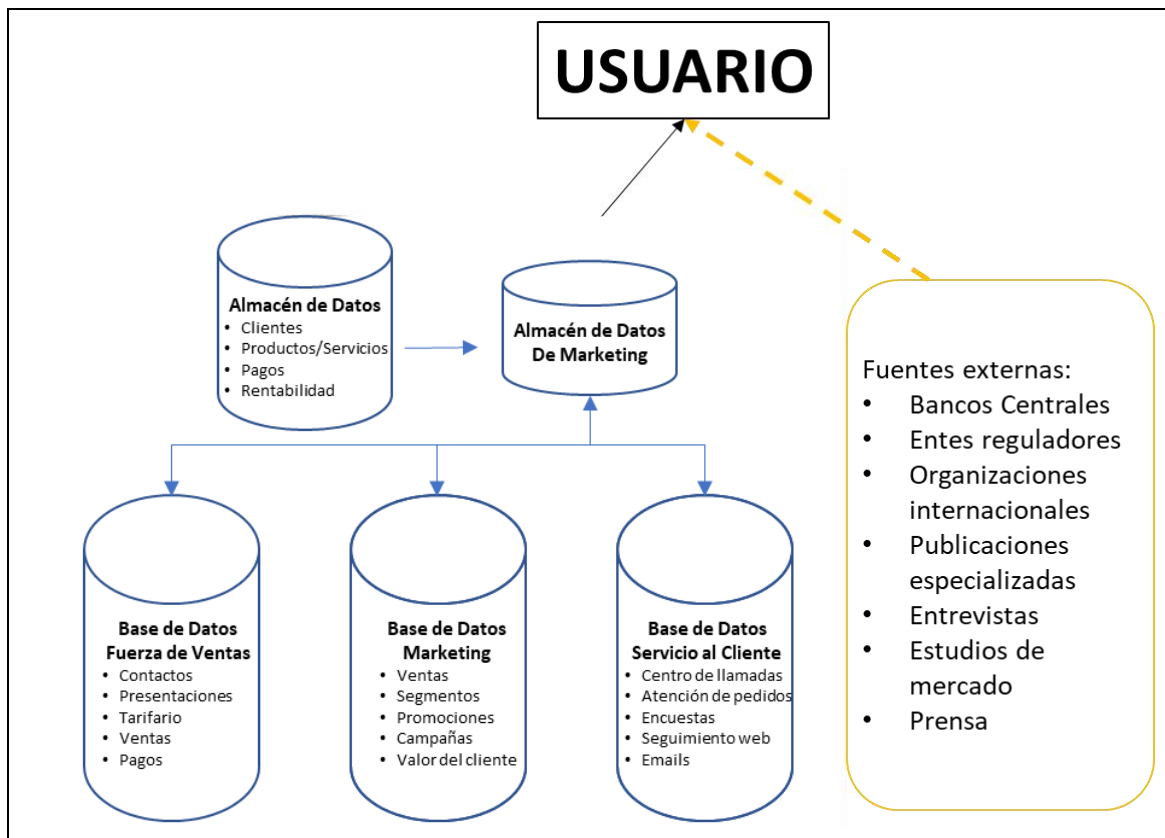 USUARIO
Almacén de Datos
• Clientes
• Productos/Servicios
• Pagos
• Rentabilidad
Almacén de Datos
De Marketing
Base de Datos
Fuerza de Ventas
• Contactos
• Presentaciones
• Tarifario
• Ventas
• Pagos
Base de Datos
Marketing
• Ventas
• Segmentos
• Promociones
• Campañas
• Valor del cliente
Base de Datos
Servicio al Cliente
• Centro de llamadas
• Atención de pedidos
• Encuestas
• Seguimiento web
• Emails
Fuentes externas:
• Bancos Centrales
• Entes reguladores
• Organizaciones
internacionales
• Publicaciones
especializadas
• Entrevistas
• Estudios de
mercado
• Prensa